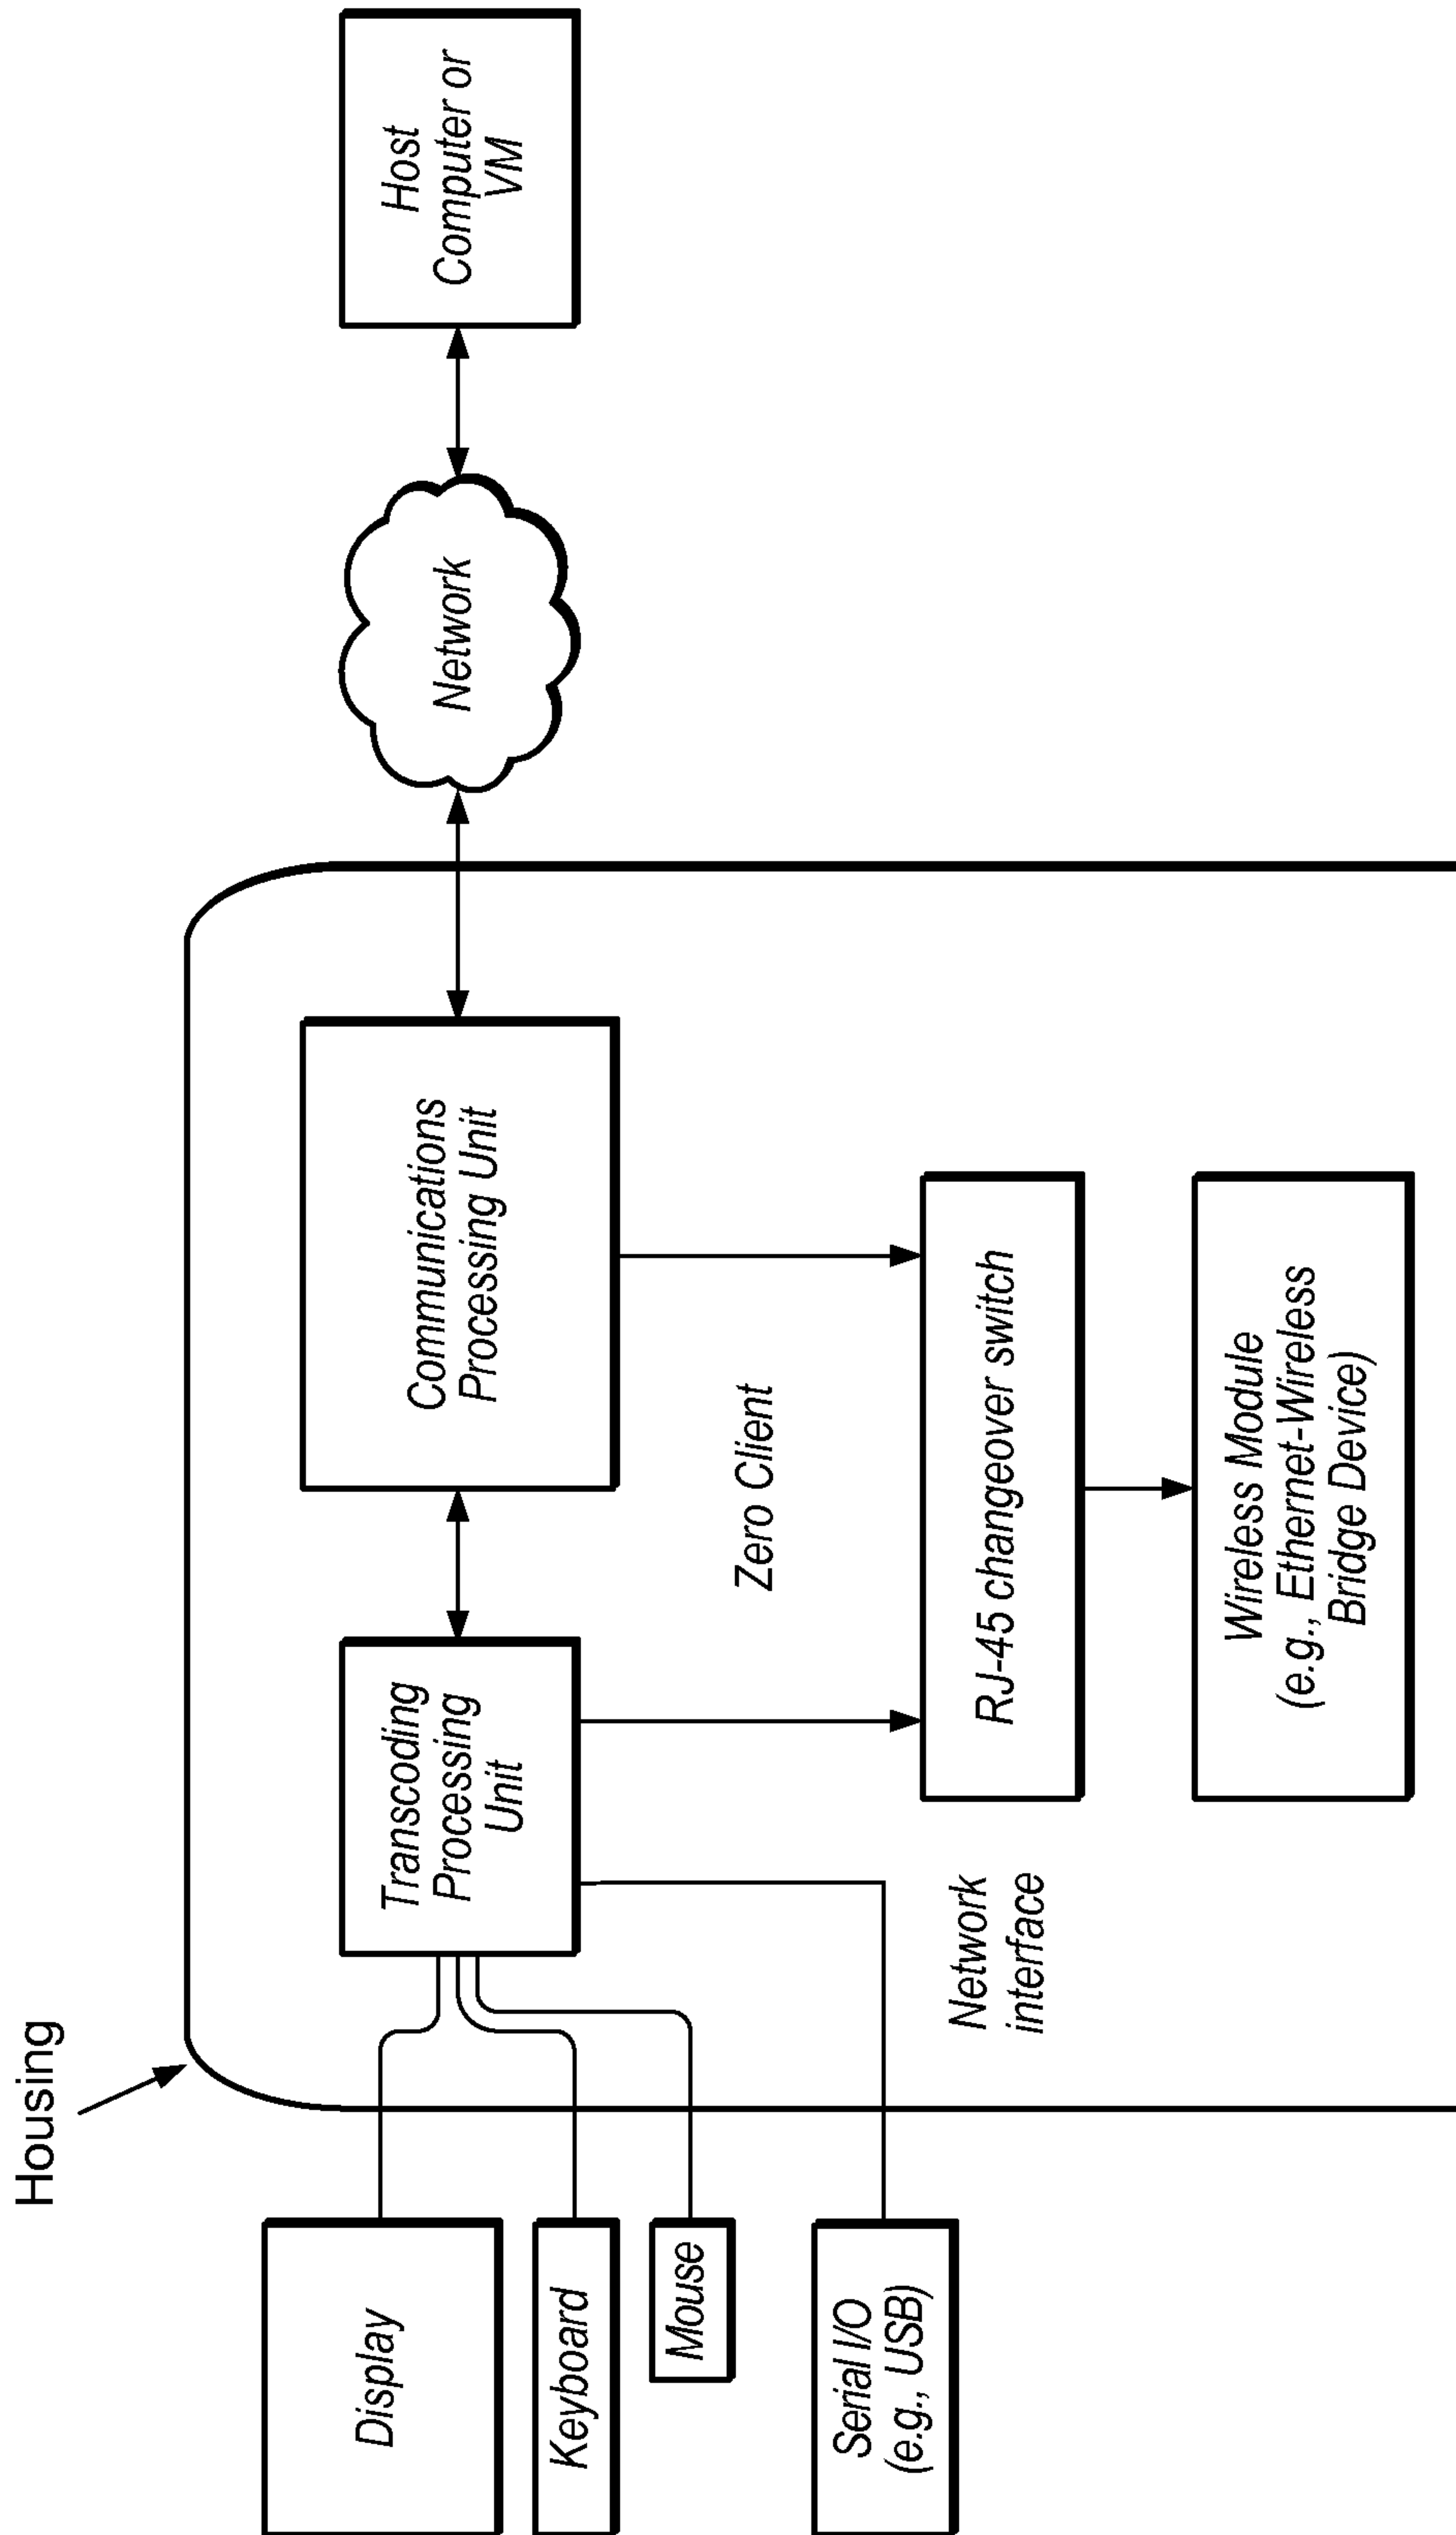 Housing
Display
Keyboard
Mouse
Serial I/O
(e.g., USB)
Transcoding
Processing
Unit
Communications
Processing Unit
Network
Host
Computer or
VM
Zero Client
Network
interface
RJ-45 changeover switch
Wireless Module
(e.g., Ethernet-Wireless
Bridge Device)